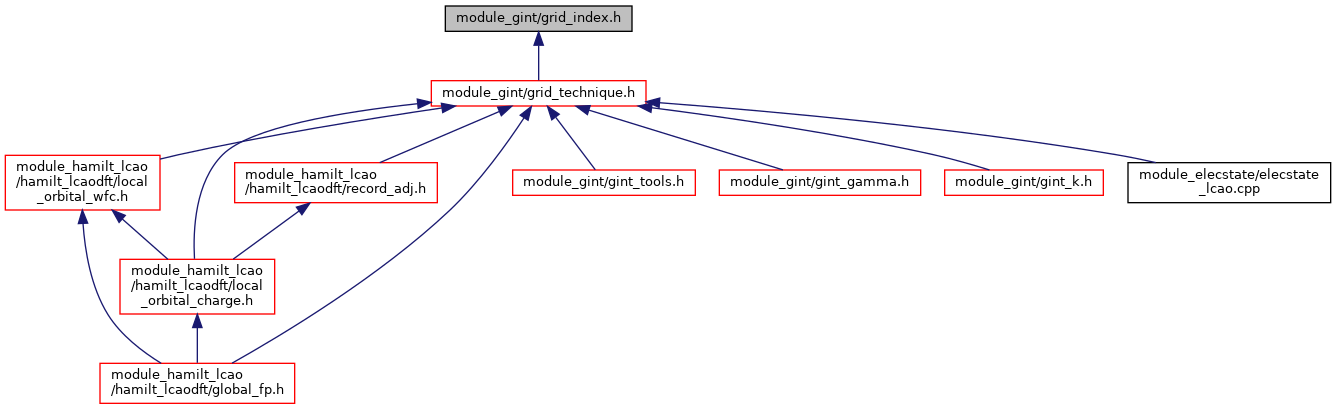 module_gint/grid_index.h
module_gint/grid_technique.h
module_hamilt_lcao
/hamilt_lcaodft/local
_orbital_wfc.h
module_hamilt_lcao
/hamilt_lcaodft/record_adj.h
module_gint/gint_tools.h
module_gint/gint_gamma.h
module_gint/gint_k.h
module_elecstate/elecstate
_lcao.cpp
module_hamilt_lcao
/hamilt_lcaodft/local
_orbital_charge.h
module_hamilt_lcao
/hamilt_lcaodft/global_fp.h